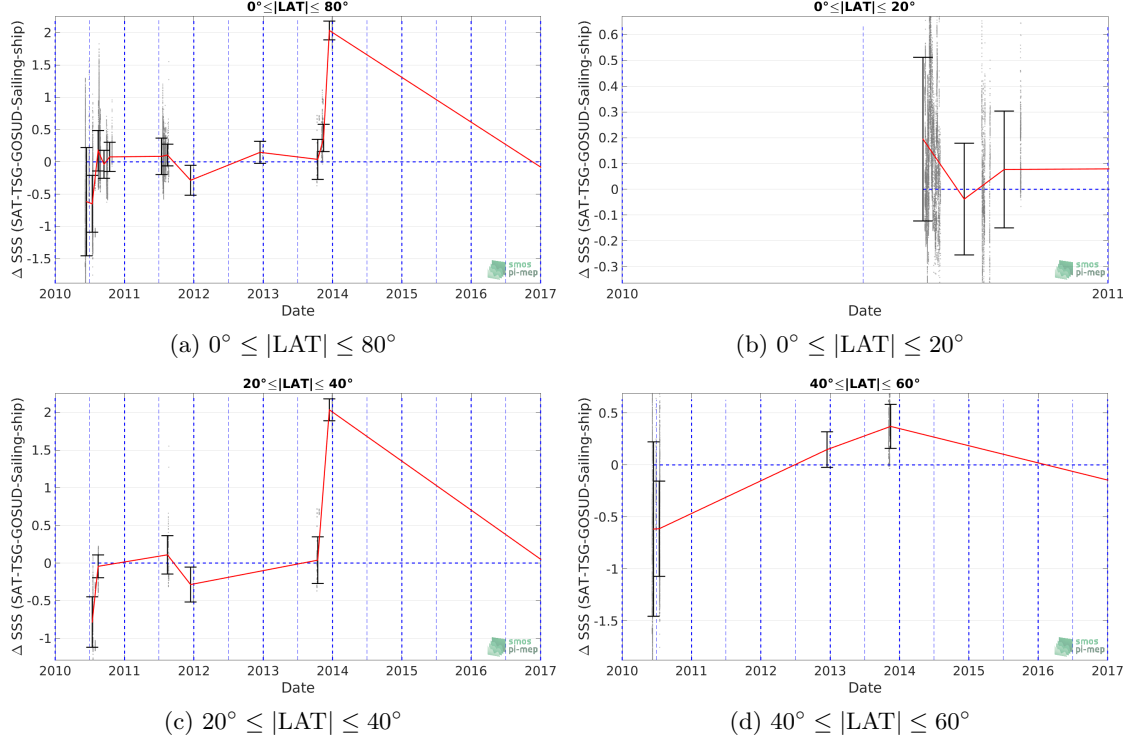 0°≤|LAT|≤ 80°
Δ SSS (SAT-TSG-GOSUD-Sailing-ship)
2
1.5
1
0.5
0
-0.5
-1
-1.5
2010 2011 2012 2013 2014 2015 2016 2017
Date
smos
pi-mep
(a) 0° ≤ |LAT| ≤ 80°
0°≤|LAT|≤ 20°
Δ SSS (SAT-TSG-GOSUD-Sailing-ship)
0.6
0.5
0.4
0.3
0.2
0.1
0
-0.1
-0.2
-0.3
2010 2011
Date
smos
pi-mep
(b) 0° ≤ |LAT| ≤ 20°
20°≤|LAT|≤ 40°
Δ SSS (SAT-TSG-GOSUD-Sailing-ship)
2
1.5
1
0.5
0
-0.5
-1
2010 2011 2012 2013 2014 2015 2016 2017
Date
smos
pi-mep
(c) 20° ≤ |LAT| ≤ 40°
40°≤|LAT|≤ 60°
Δ SSS (SAT-TSG-GOSUD-Sailing-ship)
0.5
0
-0.5
-1
-1.5
2010 2011 2012 2013 2014 2015 2016 2017
Date
smos
pi-mep
(d) 40° ≤ |LAT| ≤ 60°